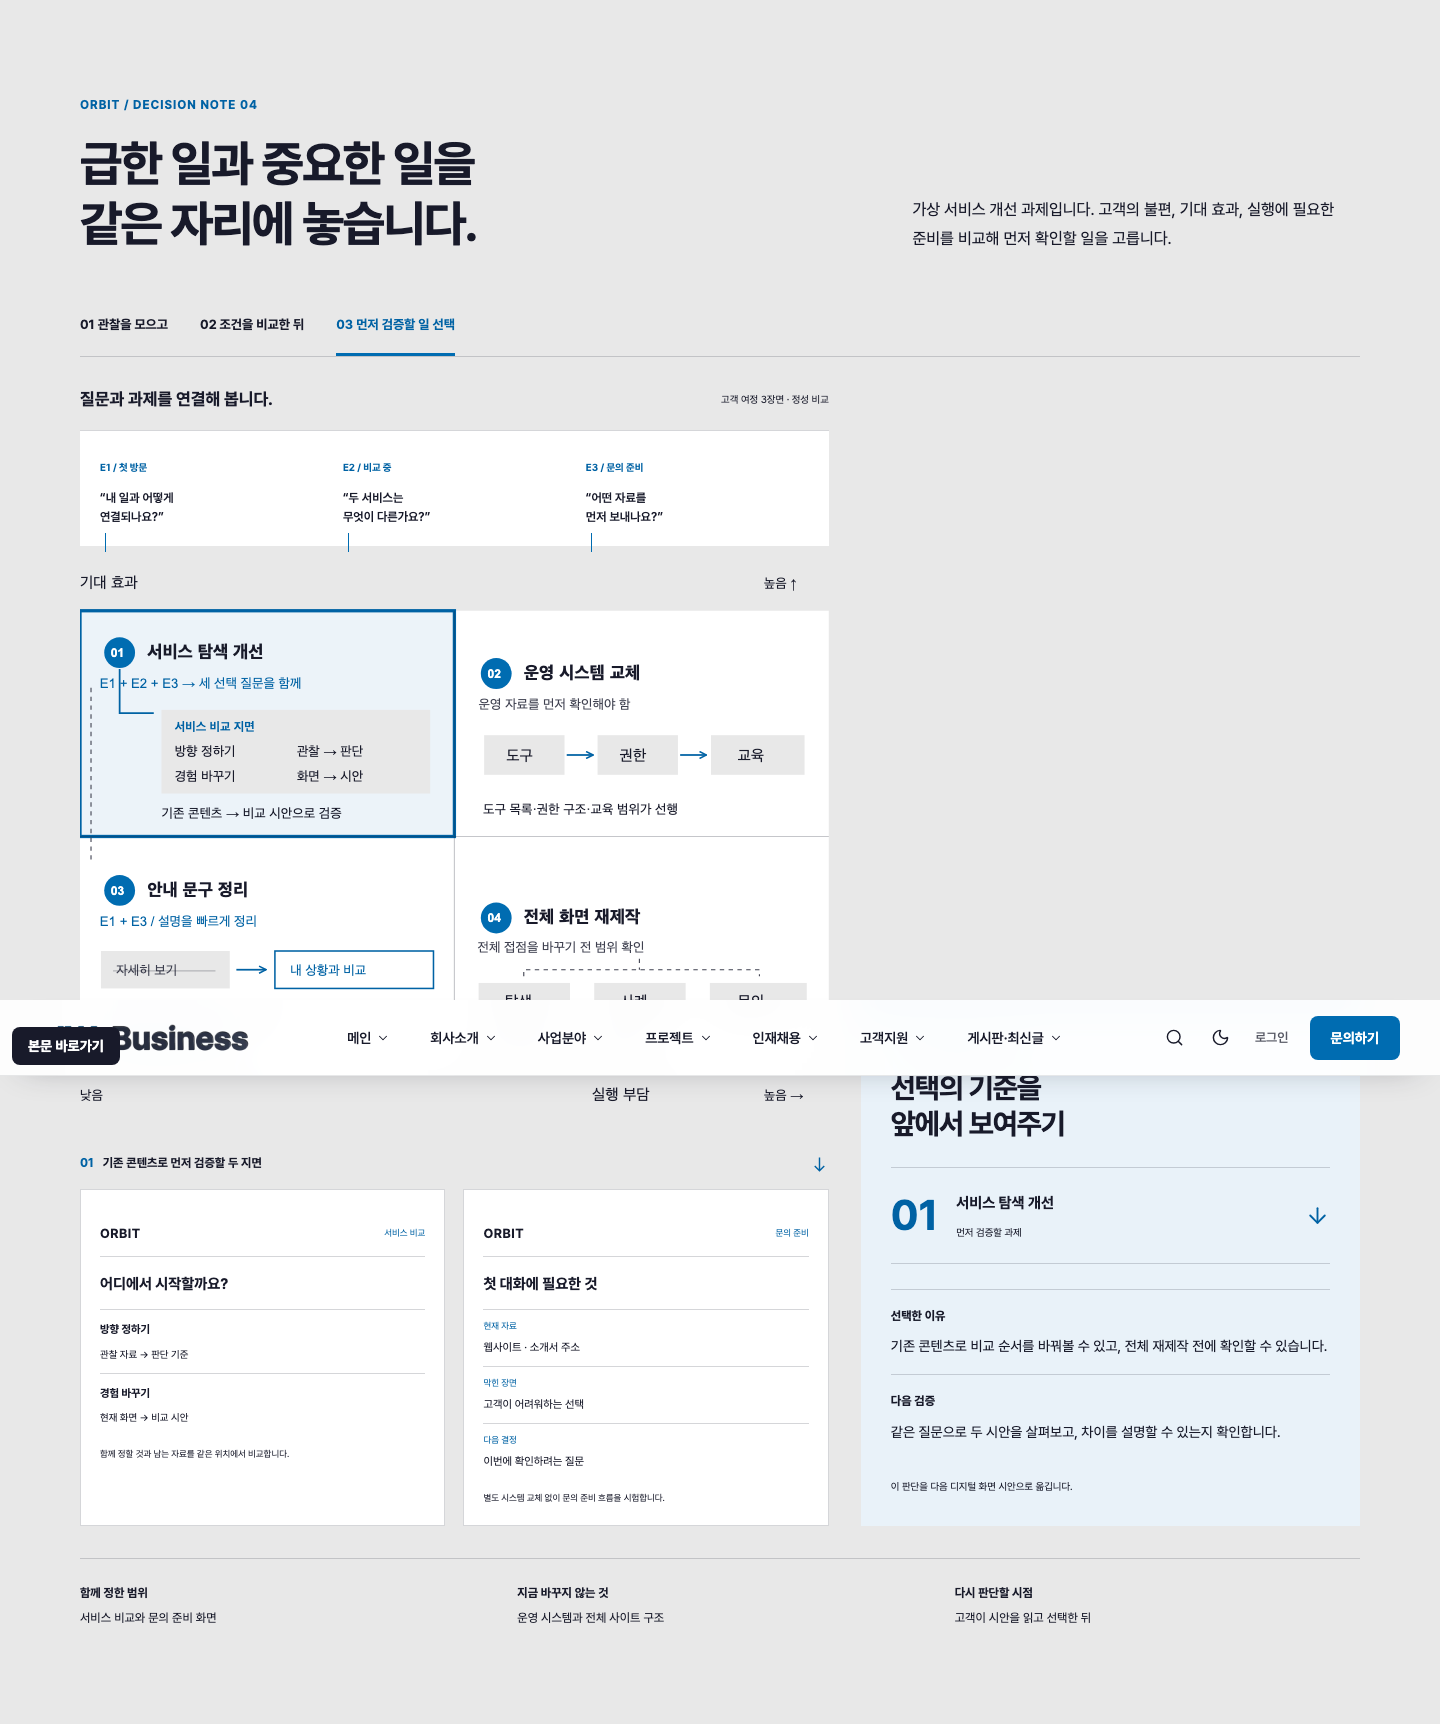 ORBIT / DECISION NOTE 04
급한 일과 중요한 일을
같은 자리에 놓습니다.
가상 서비스 개선 과제입니다. 고객의 불편, 기대 효과, 실행에 필요한
준비를 비교해 먼저 확인할 일을 고릅니다.
01 관찰을 모으고
02 조건을 비교한 뒤
03 먼저 검증할 일 선택
질문과 과제를 연결해 봅니다.
고객 여정 3장면 · 정성 비교
E1 / 첫 방문
“내 일과 어떻게
연결되나요?”
E2 / 비교 중
“두 서비스는
무엇이 다른가요?”
E3 / 문의 준비
“어떤 자료를
먼저 보내나요?”
기대 효과
높음 ↑
01 서비스 탐색 개선
E1 + E2 + E3 → 세 선택 질문을 함께
서비스 비교 지면
방향 정하기 관찰 → 판단
경험 바꾸기 화면 → 시안
기존 콘텐츠 → 비교 시안으로 검증
02 운영 시스템 교체
운영 자료를 먼저 확인해야 함
도구 권한 교육
도구 목록·권한 구조·교육 범위가 선행
03 안내 문구 정리
E1 + E3 / 설명을 빠르게 정리
자세히 보기
내 상황과 비교
04 전체 화면 재제작
전체 접점을 바꾸기 전 범위 확인
본문 바로가기
Business
메인
회사소개
사업분야
프로젝트
인재채용
고객지원
게시판·최신글
로그인
문의하기
낮음
실행 부담
높음 →
01 기존 콘텐츠로 먼저 검증할 두 지면
↓
ORBIT
서비스 비교
어디에서 시작할까요?
방향 정하기
관찰 자료 → 판단 기준
경험 바꾸기
현재 화면 → 비교 시안
함께 정할 것과 남는 자료를 같은 위치에서 비교합니다.
ORBIT
문의 준비
첫 대화에 필요한 것
현재 자료
웹사이트 · 소개서 주소
막힌 장면
고객이 어려워하는 선택
다음 결정
이번에 확인하려는 질문
별도 시스템 교체 없이 문의 준비 흐름을 시험합니다.
선택의 기준을
앞에서 보여주기
01
서비스 탐색 개선
먼저 검증할 과제
↓
선택한 이유
기존 콘텐츠로 비교 순서를 바꿔볼 수 있고, 전체 재제작 전에 확인할 수 있습니다.
다음 검증
같은 질문으로 두 시안을 살펴보고, 차이를 설명할 수 있는지 확인합니다.
이 판단을 다음 디지털 화면 시안으로 옮깁니다.
함께 정한 범위
서비스 비교와 문의 준비 화면
지금 바꾸지 않는 것
운영 시스템과 전체 사이트 구조
다시 판단할 시점
고객이 시안을 읽고 선택한 뒤